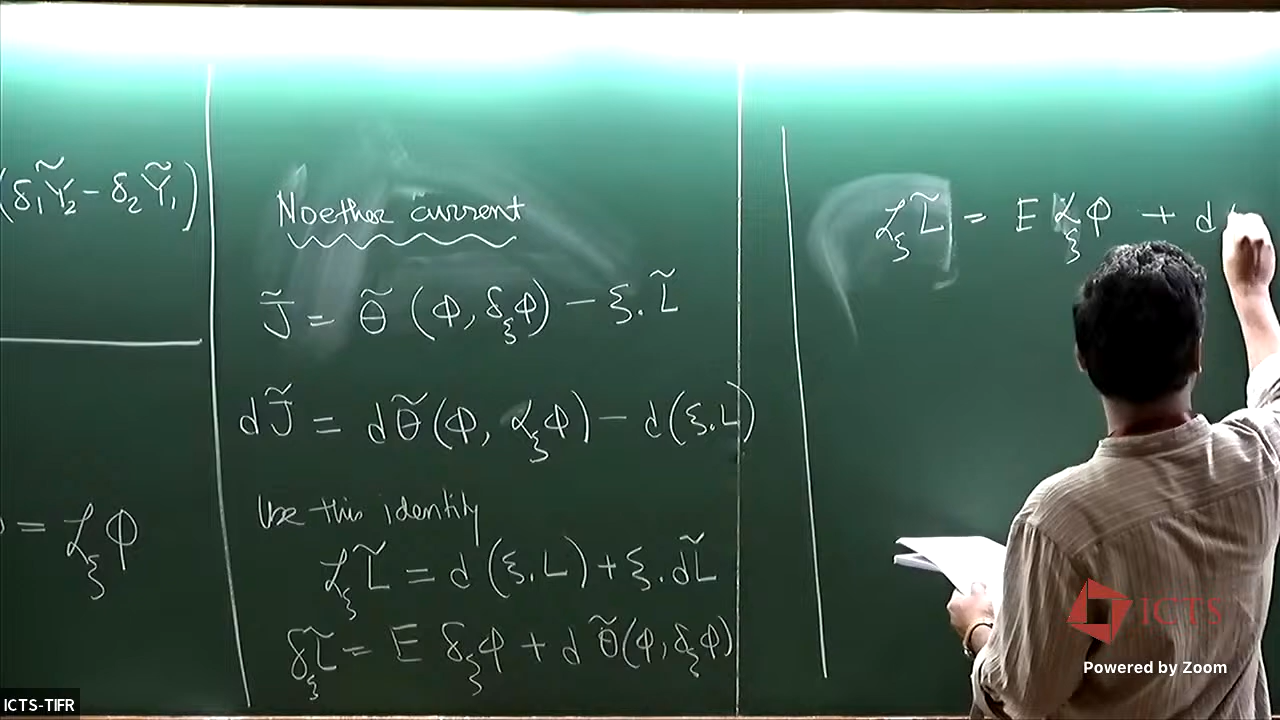 (δ₁Ỹ₂ - δ₂Ỹ₁)
= ℒ_ξ φ
Noether current
J̃ = θ̃ (φ, δ_ξ φ) - ξ.L̃
dJ̃ = dθ̃(φ, ℒ_ξ φ) - d(ξ.L)
Use this identity
ℒ_ξ L̃ = d(ξ.L) + ξ.dL̃
δ_ξ L̃ = E δ_ξ φ + d θ̃(φ, δ_ξ φ)
ℒ_ξ L̃ = E ℒ_ξ φ + d
ICTS
Powered by Zoom
ICTS-TIFR